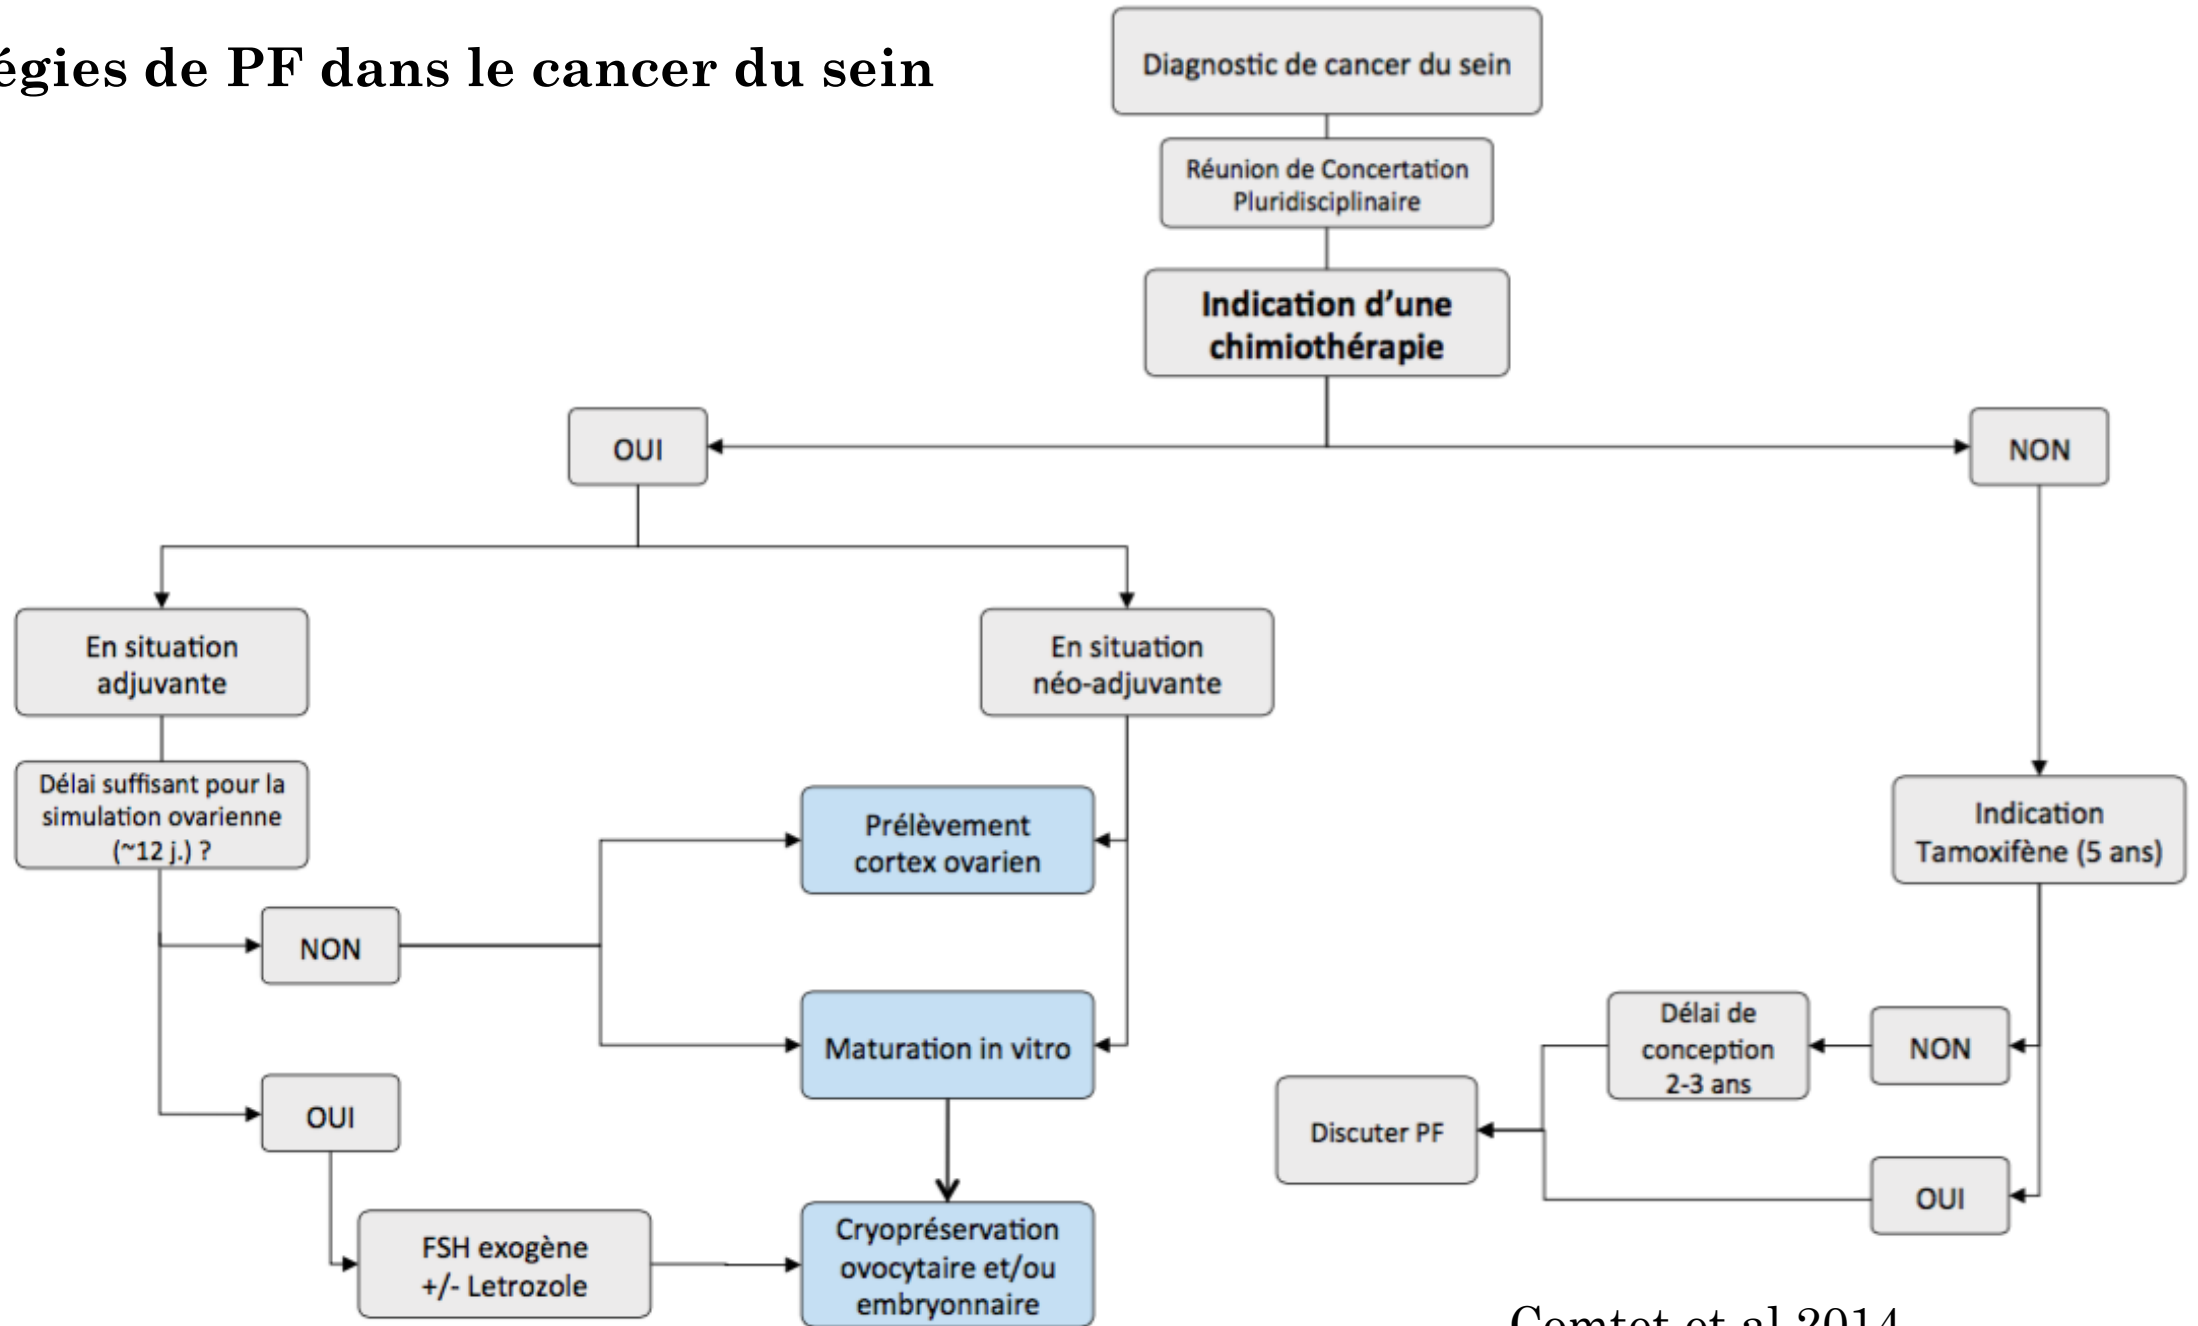 égies de PF dans le cancer du sein
Diagnostic de cancer du sein
Réunion de Concertation
Pluridisciplinaire
Indication d'une
chimiothérapie
OUI
NON
En situation
adjuvante
En situation
néo-adjuvante
Délai suffisant pour la
simulation ovarienne
(~12 j.) ?
Prélèvement
cortex ovarien
Indication
Tamoxifène (5 ans)
NON
Maturation in vitro
Délai de
conception
2-3 ans
NON
OUI
Discuter PF
OUI
FSH exogène
+/- Letrozole
Cryopréservation
ovocytaire et/ou
embryonnaire
Comtet et al 2014